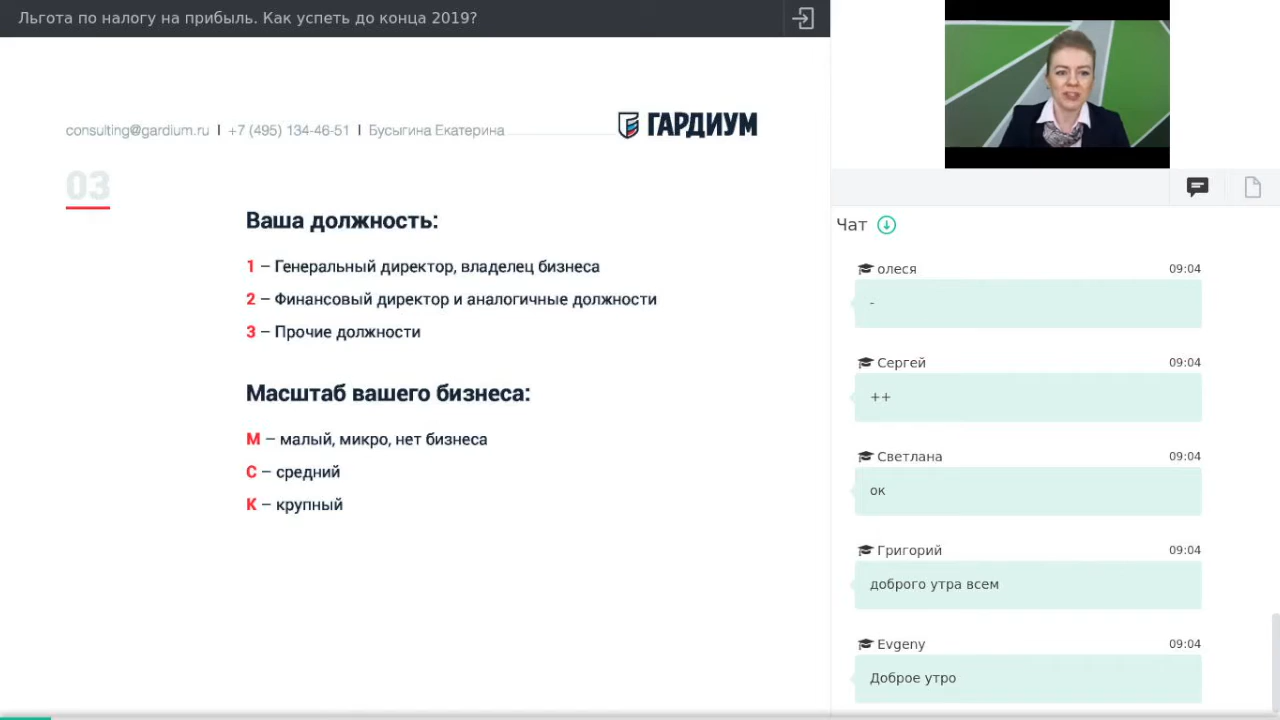 Льгота по налогу на прибыль. Как успеть до конца 2019?
consulting@gardium.ru I +7 (495) 134-46-51 I Бусыгина Екатерина
ГАРДИУМ
03
Ваша должность:
1 – Генеральный директор, владелец бизнеса
2 – Финансовый директор и аналогичные должности
3 – Прочие должности
Масштаб вашего бизнеса:
М – малый, микро, нет бизнеса
С – средний
К – крупный
Чат
олеся 09:04
-
Сергей 09:04
++
Светлана 09:04
ок
Григорий 09:04
доброго утра всем
Evgeny 09:04
Доброе утро